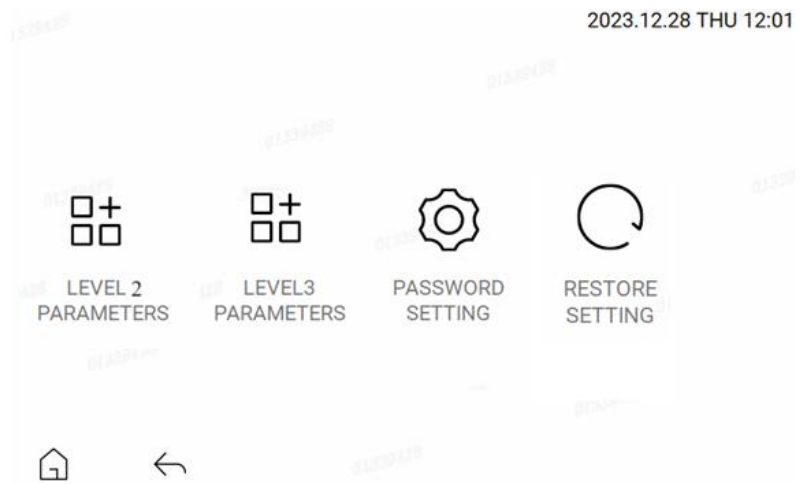 2023.12.28 THU 12:01
LEVEL 2
PARAMETERS
LEVEL3
PARAMETERS
PASSWORD
SETTING
RESTORE
SETTING